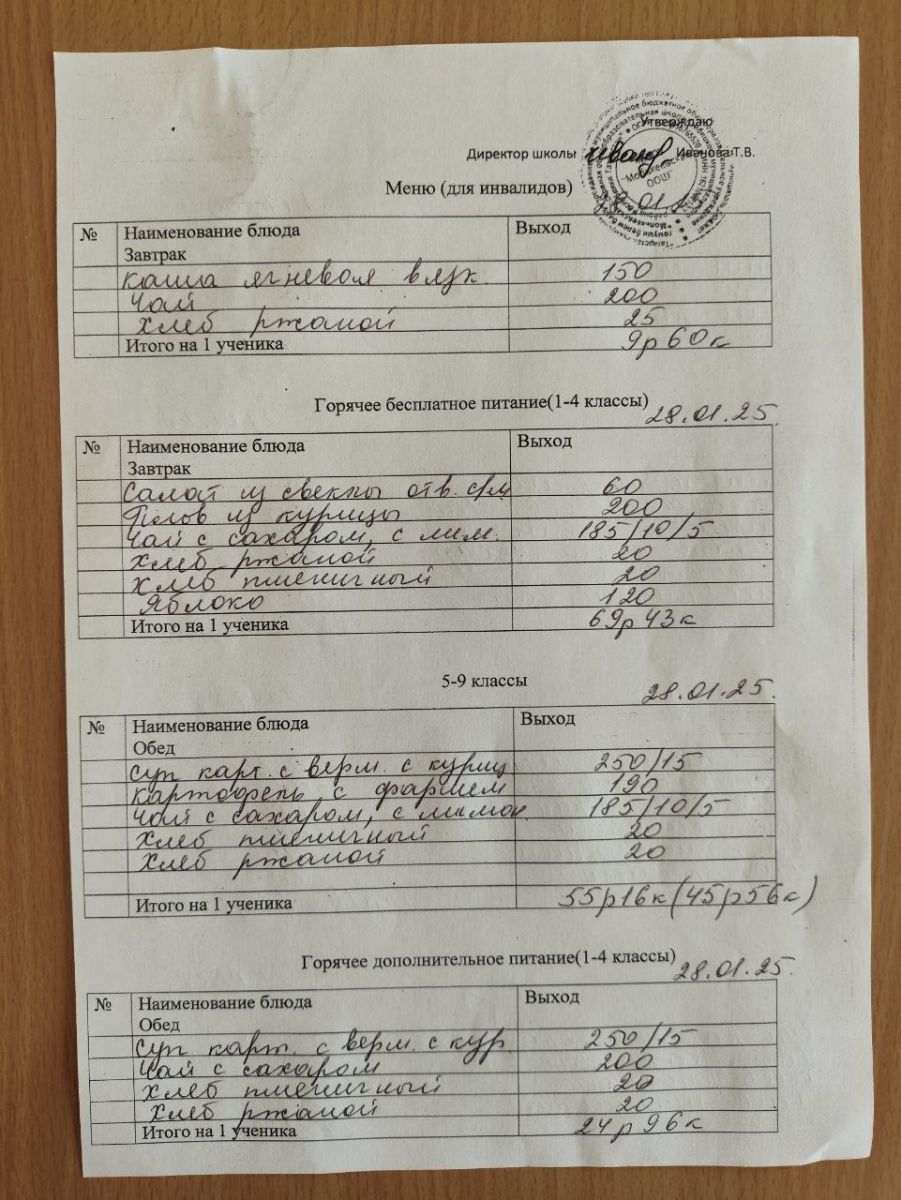 Утверждаю
Директор школы Иванова Т.В.
Меню (для инвалидов)
№ Наименование блюда Выход
Завтрак
Каша ягневая вязк. 150
Чай 200
Хлеб ржаной 25
Итого на 1 ученика 9р 60к
Горячее бесплатное питание(1-4 классы) 28.01.25.
№ Наименование блюда Выход
Завтрак
Салат из свеклы отв. с р/м 60
Плов из курицы 200
Чай с сахаром, с лим. 185/10/5
Хлеб ржаной 20
Хлеб пшеничный 20
Яблоко 120
Итого на 1 ученика 69р 43к
5-9 классы 28.01.25.
№ Наименование блюда Выход
Обед
Суп карт. с верм. с куриц 250/15
Картофель с фаршем 190
Чай с сахаром, с лимон. 185/10/5
Хлеб пшеничный 20
Хлеб ржаной 20
Итого на 1 ученика 55р16к(45р56к)
Горячее дополнительное питание(1-4 классы) 28.01.25.
№ Наименование блюда Выход
Обед
Суп карт. с верм. с кур. 250/15
Чай с сахаром 200
Хлеб пшеничный 20
Хлеб ржаной 20
Итого на 1 ученика 24р 96к